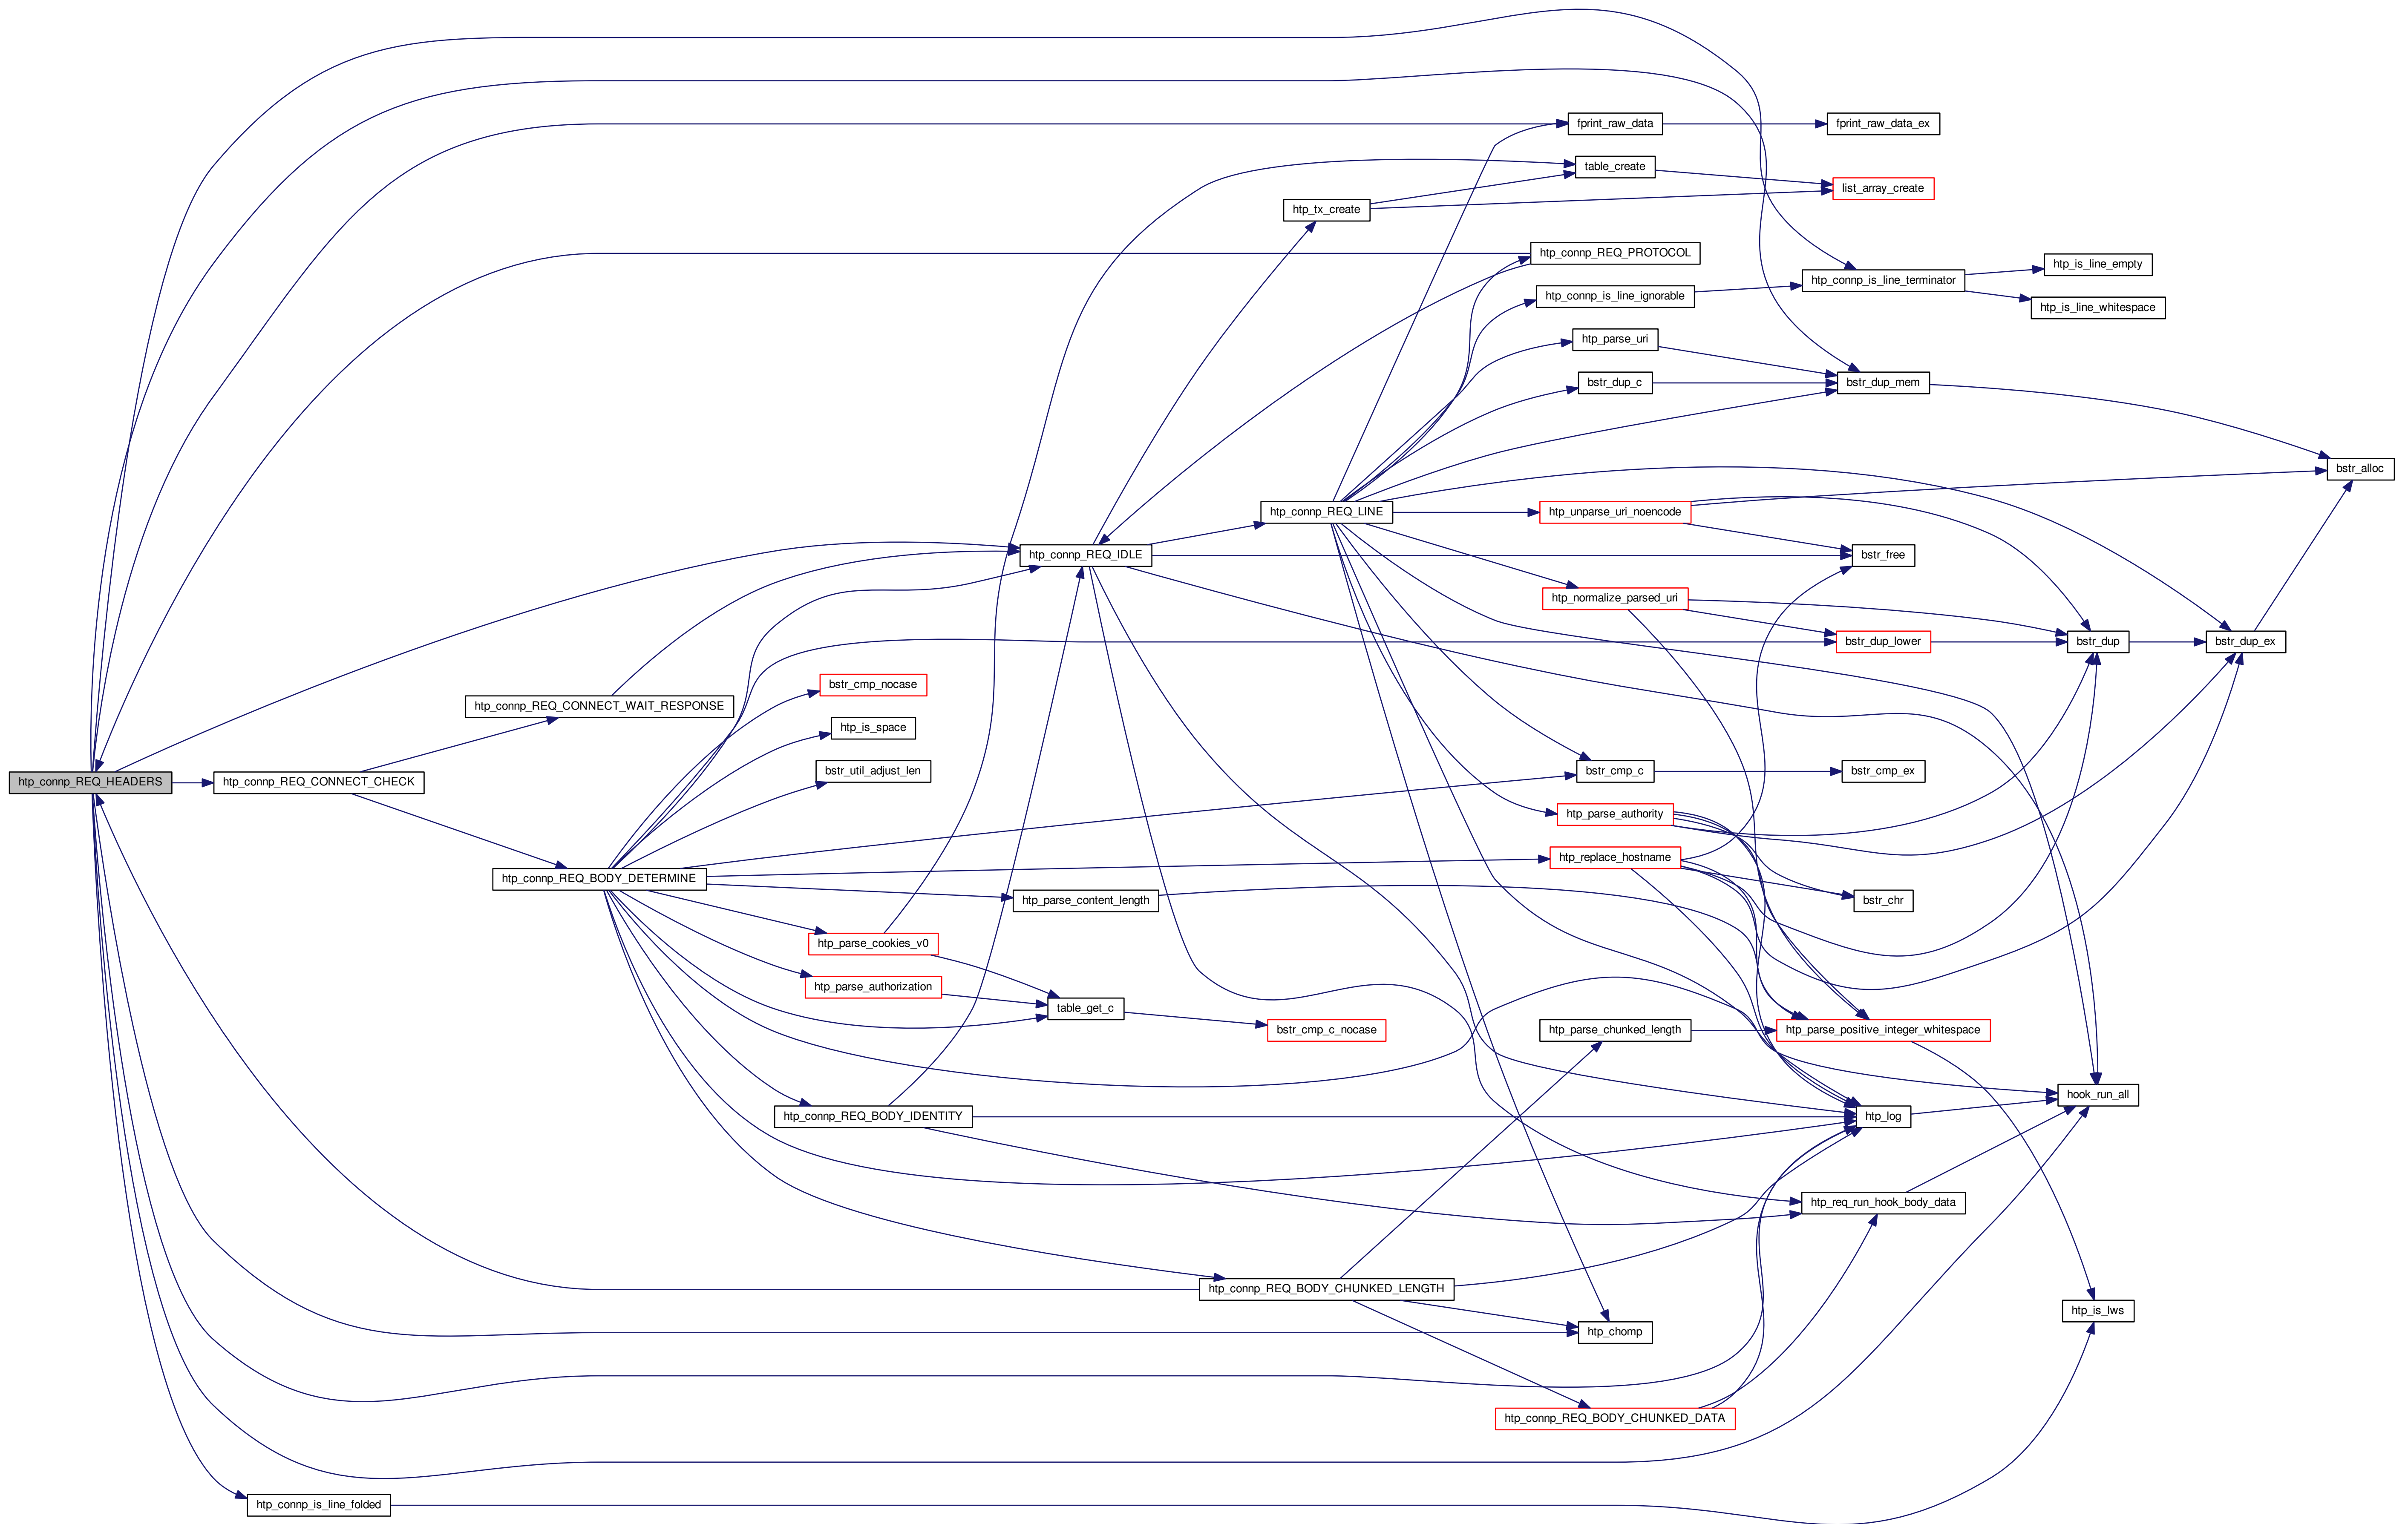 fprint_raw_data
fprint_raw_data_ex
table_create
list_array_create
htp_tx_create
htp_connp_REQ_PROTOCOL
htp_is_line_empty
htp_connp_is_line_terminator
htp_connp_is_line_ignorable
htp_is_line_whitespace
htp_parse_uri
bstr_dup_c
bstr_dup_mem
bstr_alloc
htp_connp_REQ_LINE
htp_unparse_uri_noencode
htp_connp_REQ_IDLE
bstr_free
htp_normalize_parsed_uri
bstr_dup_lower
bstr_dup
bstr_dup_ex
bstr_cmp_nocase
htp_connp_REQ_CONNECT_WAIT_RESPONSE
htp_is_space
bstr_util_adjust_len
bstr_cmp_c
bstr_cmp_ex
htp_connp_REQ_HEADERS
htp_connp_REQ_CONNECT_CHECK
htp_parse_authority
htp_replace_hostname
htp_connp_REQ_BODY_DETERMINE
htp_parse_content_length
bstr_chr
htp_parse_cookies_v0
htp_parse_authorization
table_get_c
bstr_cmp_c_nocase
htp_parse_chunked_length
htp_parse_positive_integer_whitespace
hook_run_all
htp_connp_REQ_BODY_IDENTITY
htp_log
htp_req_run_hook_body_data
htp_connp_REQ_BODY_CHUNKED_LENGTH
htp_is_lws
htp_chomp
htp_connp_REQ_BODY_CHUNKED_DATA
htp_connp_is_line_folded